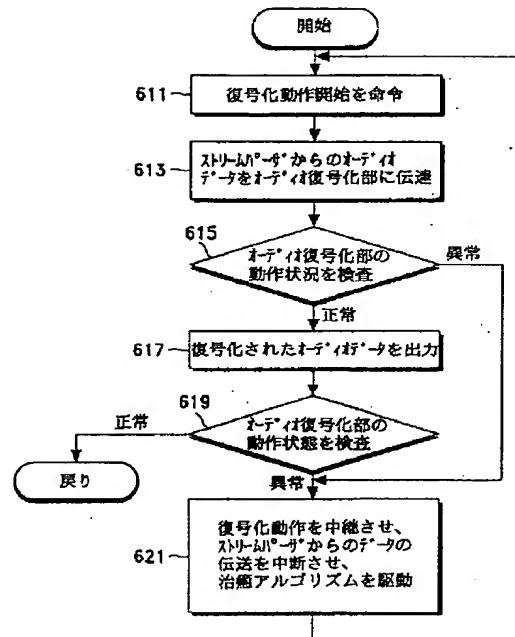 開始
611
復号化動作開始を命令
613
ｽﾄﾘｰﾑﾊﾟｰｻﾞからのｵｰﾃﾞｨｵ
ﾃﾞｰﾀをｵｰﾃﾞｨｵ復号化部に伝達
615
ｵｰﾃﾞｨｵ復号化部の
動作状況を検査
異常
正常
617
復号化されたｵｰﾃﾞｨｵﾃﾞｰﾀを出力
619
ｵｰﾃﾞｨｵ復号化部の
動作状態を検査
正常
戻り
異常
621
復号化動作を中継させ、
ｽﾄﾘｰﾑﾊﾟｰｻﾞからのﾃﾞｰﾀの
伝送を中断させ、
治癒アルゴリズムを駆動